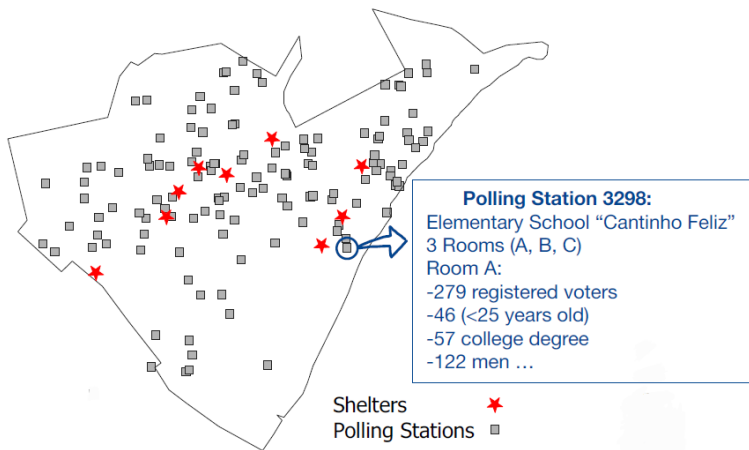 Polling Station 3298:
Elementary School “Cantinho Feliz”
3 Rooms (A, B, C)
Room A:
-279 registered voters
-46 (<25 years old)
-57 college degree
-122 men ...
Shelters
Polling Stations